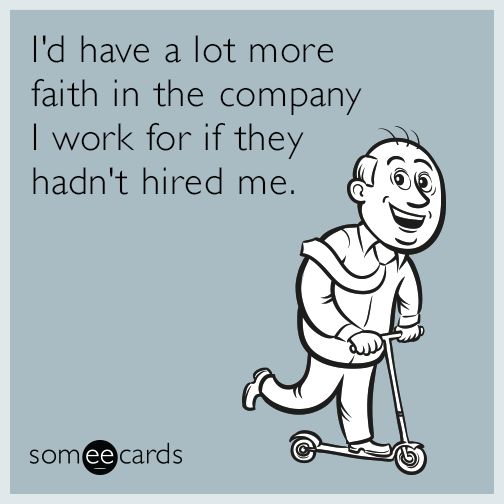 I'd have a lot more
faith in the company
I work for if they
hadn't hired me.
someecards